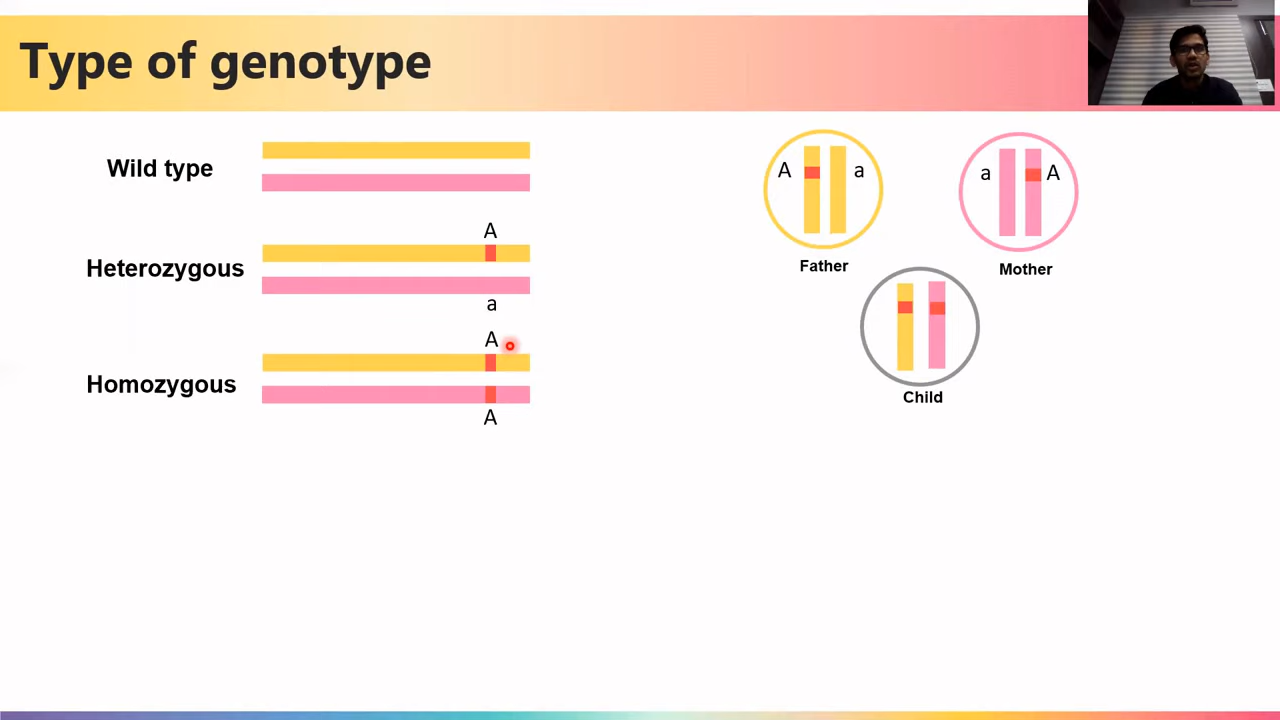 Type of genotype
Wild type
Heterozygous
A
a
Homozygous
A
A
A
a
Father
a
A
Mother
Child